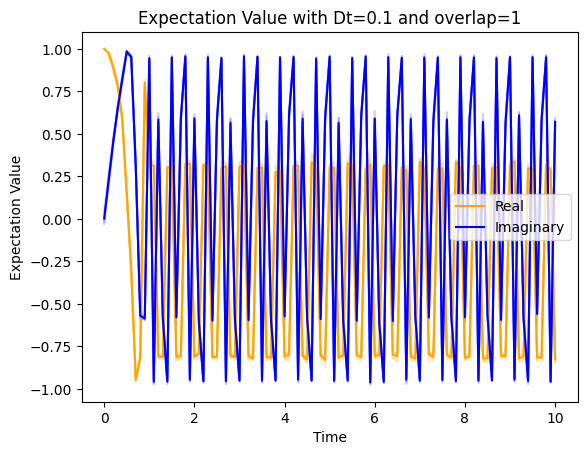 Expectation Value with Dt=0.1 and overlap=1
Expectation Value
1.00
0.75
0.50
0.25
0.00
−0.25
−0.50
−0.75
−1.00
Real
Imaginary
0 2 4 6 8 10
Time